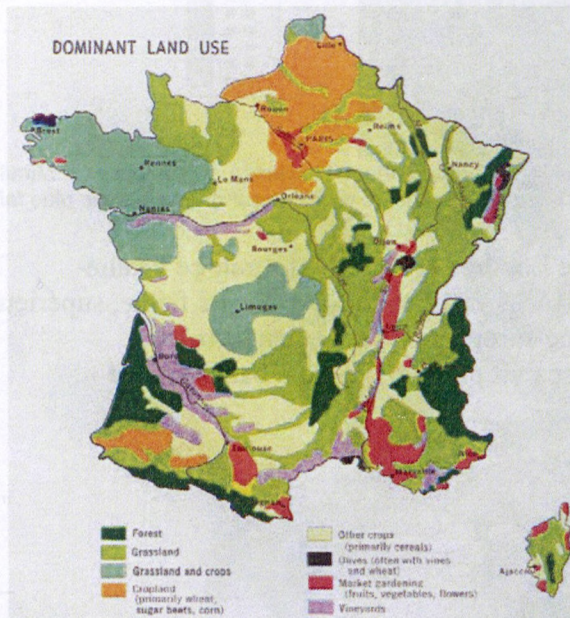 DOMINANT LAND USE
Lille
Rouen
Reims
PARIS
Brest
Rennes
Nancy
Le Mans
Orléans
Nantes
Dijon
Bourges
Limoges
Lyon
Toulouse
Marseille
Ajaccio
Forest
Grassland
Grassland and crops
Cropland
(primarily wheat,
sugar beets, corn)
Other crops
(primarily cereals)
Olives (often with vines
and wheat)
Market gardening
(fruits, vegetables, flowers)
Vineyards